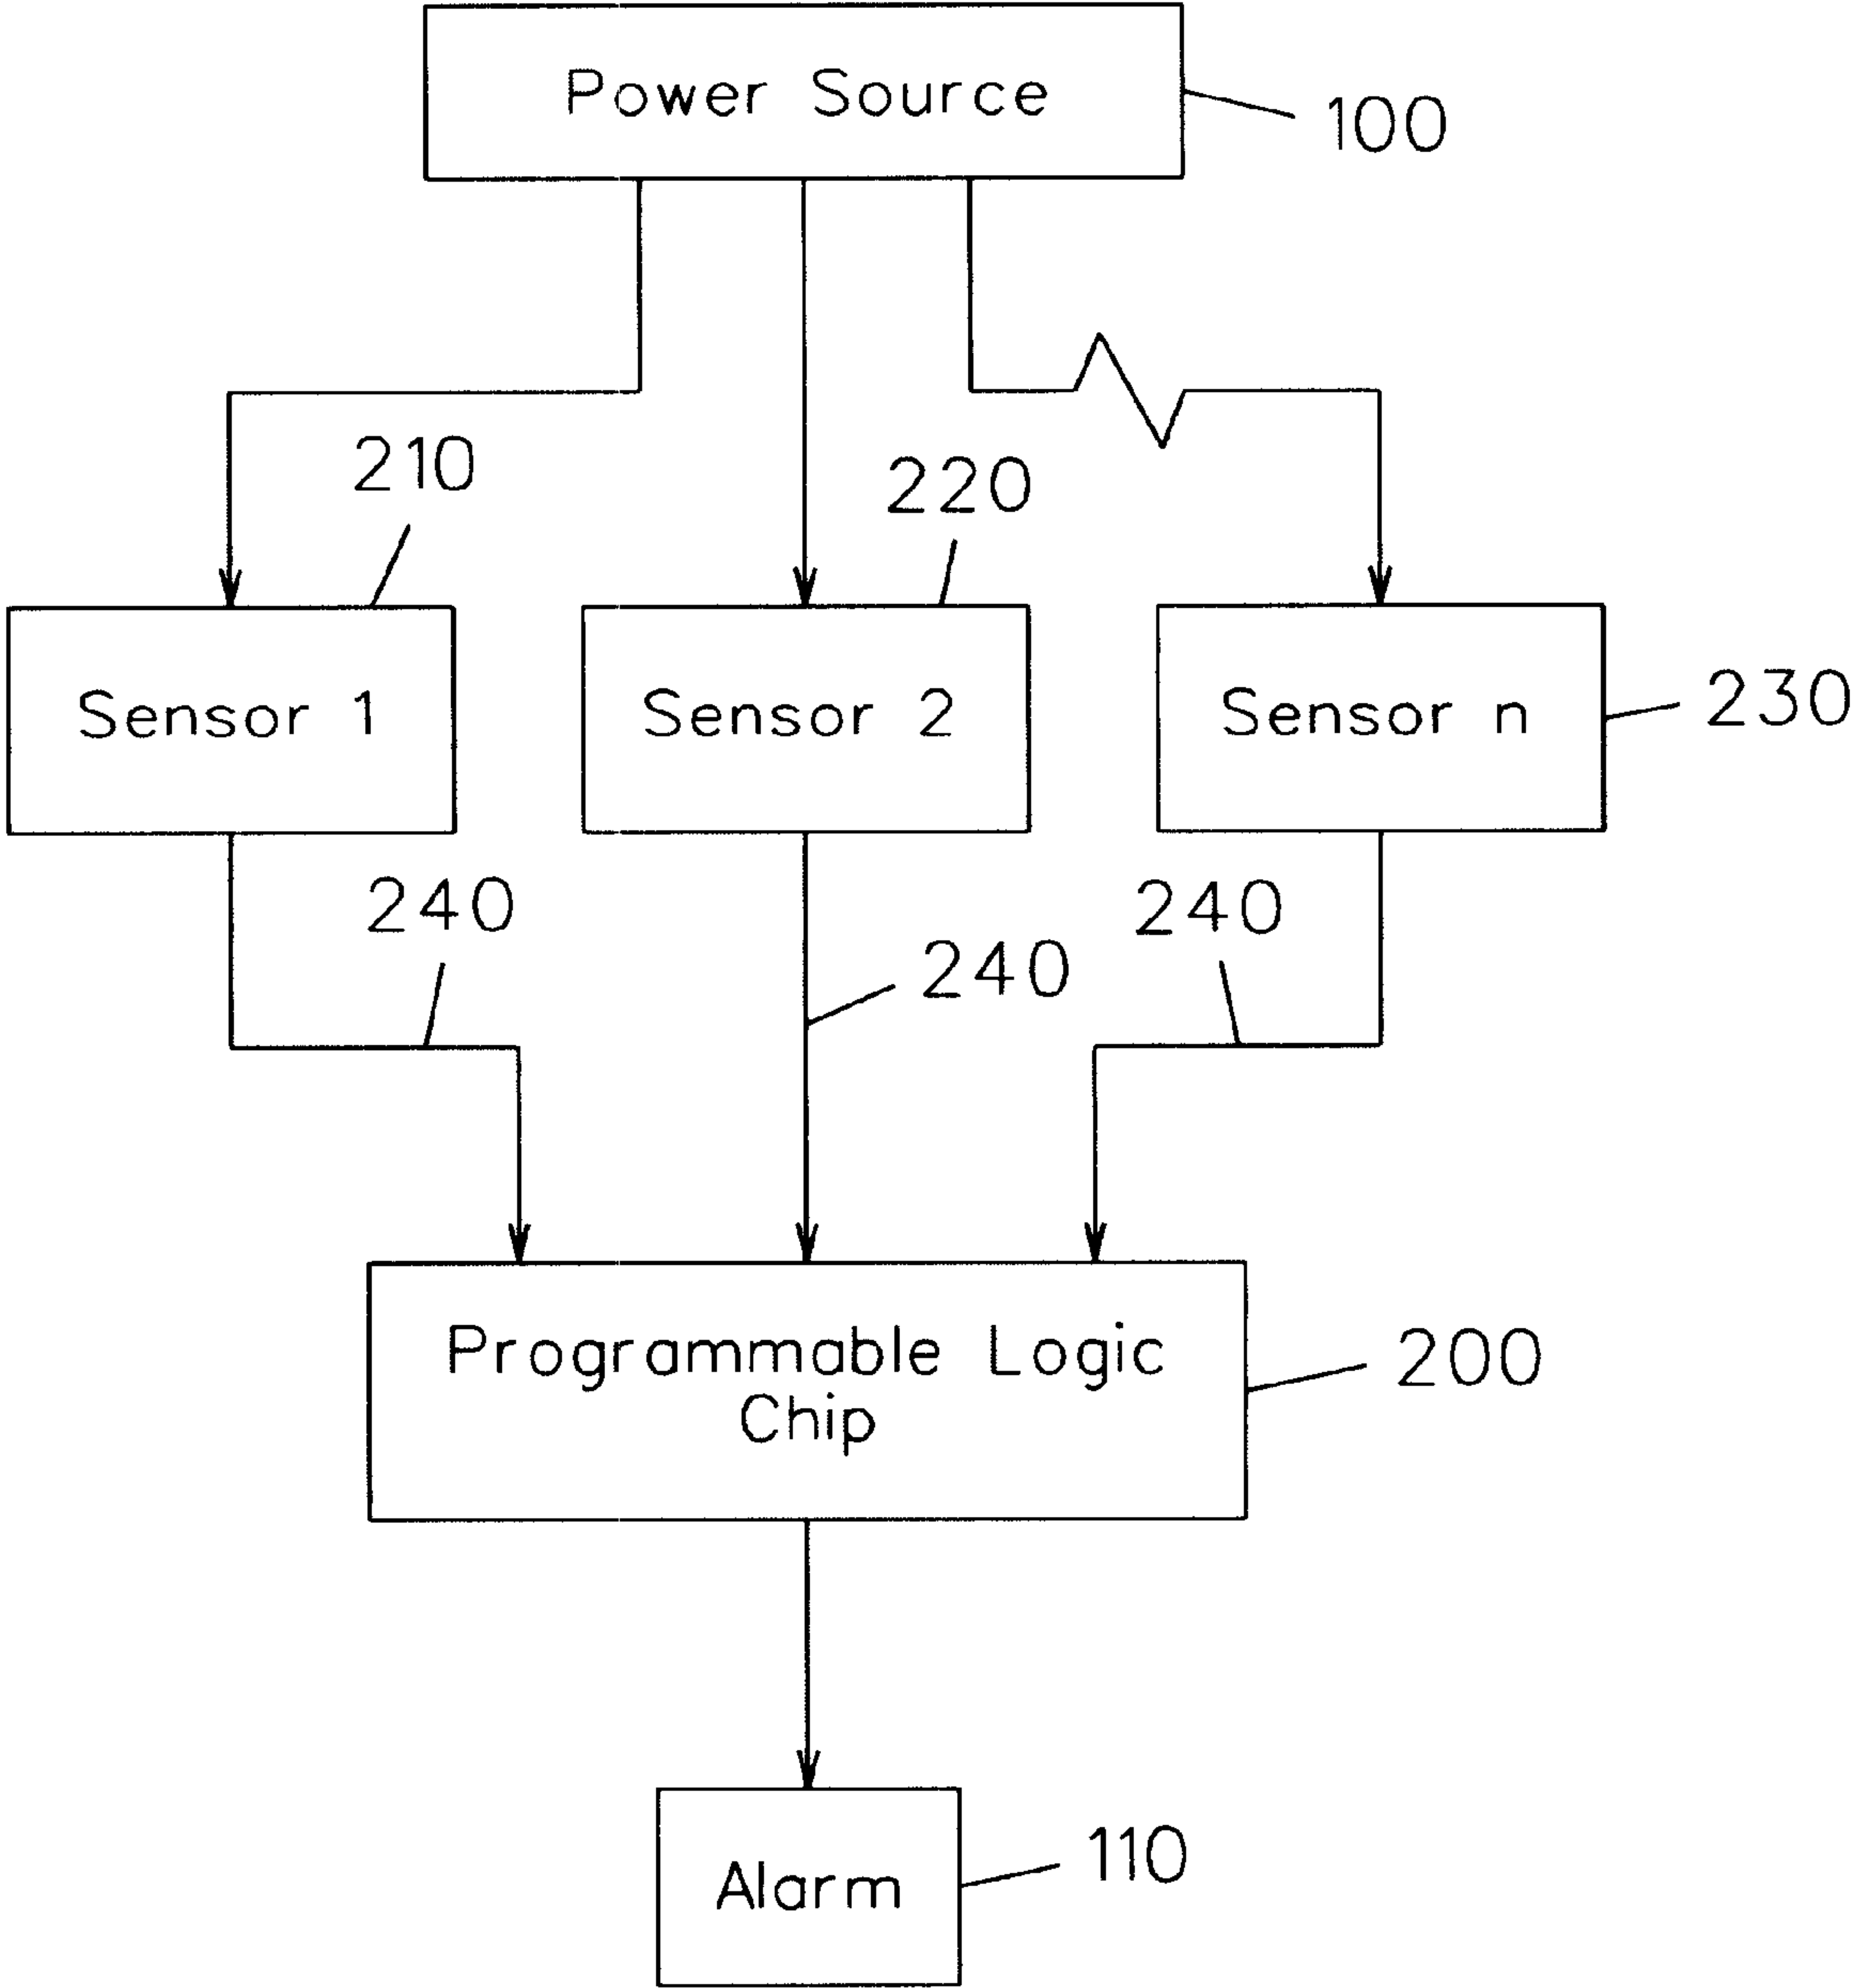 Power Source
100
210
220
Sensor 1
Sensor 2
Sensor n
230
240
240
240
Programmable Logic
Chip
200
Alarm
110